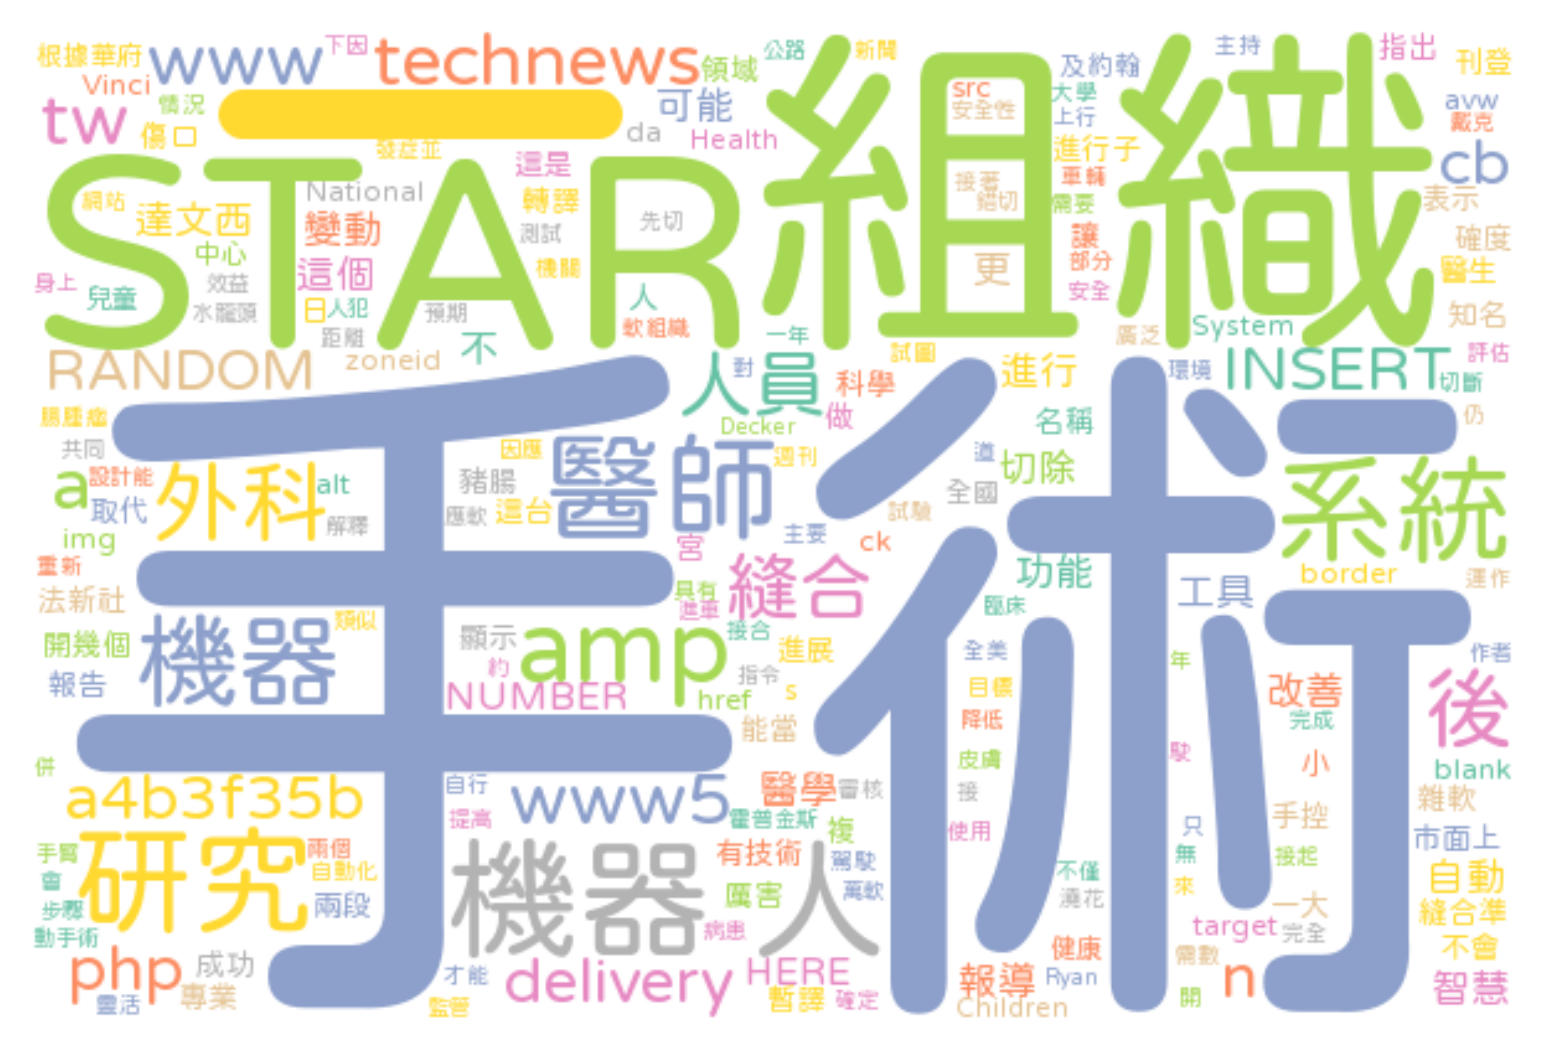 根據華府 www 下因 technews 領域 公路 新聞 主持 指出 刊登
Vinci 情況 可能 src 及約翰 大學 avw
tw 傷口 一 da Health 安全性 上行 戴克
發症並 這是 進行子 cb
STAR組織
網站 達文西 National 轉譯 先切 接著 錯切 車輛 需要 表示
中心 變動 測試 讓 確度
身上 兒童 效益 這個 機關 人 更 部分 安全 醫生
水龍頭 日 人犯 預期 軟組織 System 知名
距離 不 一年 廣泛
RANDOM zoneid 人員 對 試圖 進行 環境 INSERT 評估 切斷
手術
腸腫瘤 科學 做 名稱 仍
共同 因應 Decker 週刊 道
a 設計能 外科 alt 豬腸 醫師 切除 系統
取代 解釋 應軟 這台 全國 試驗
img 主要 ck
重新 宮 縫合 功能 border 運作
法新社 具有 進重 臨床 工具
開幾個 機器 類似 顯示 amp 接合 進展 全美 年 作者
報告 約 指令 s 目標 改善 後
NUMBER href 降低 完成
能當
併 皮膚 駛 小 blank
a4b3f35b 自行 www5 醫學 審核 接 雜軟
提高 霍普金斯 複 使用 只 手控 市面上
手臂 研究 兩個 機器人 有技術 駕駛 無 接起
會 自動化 厲害 萬軟 不僅 來 自動
步驟 兩段 澆花 一大 縫合準
動手術 病患 target 完全 不會
php 成功 才能 delivery HERE 報導 健康 Ryan 需數 n 智慧
靈活 專業 監管 暫譯 確定 Children 開